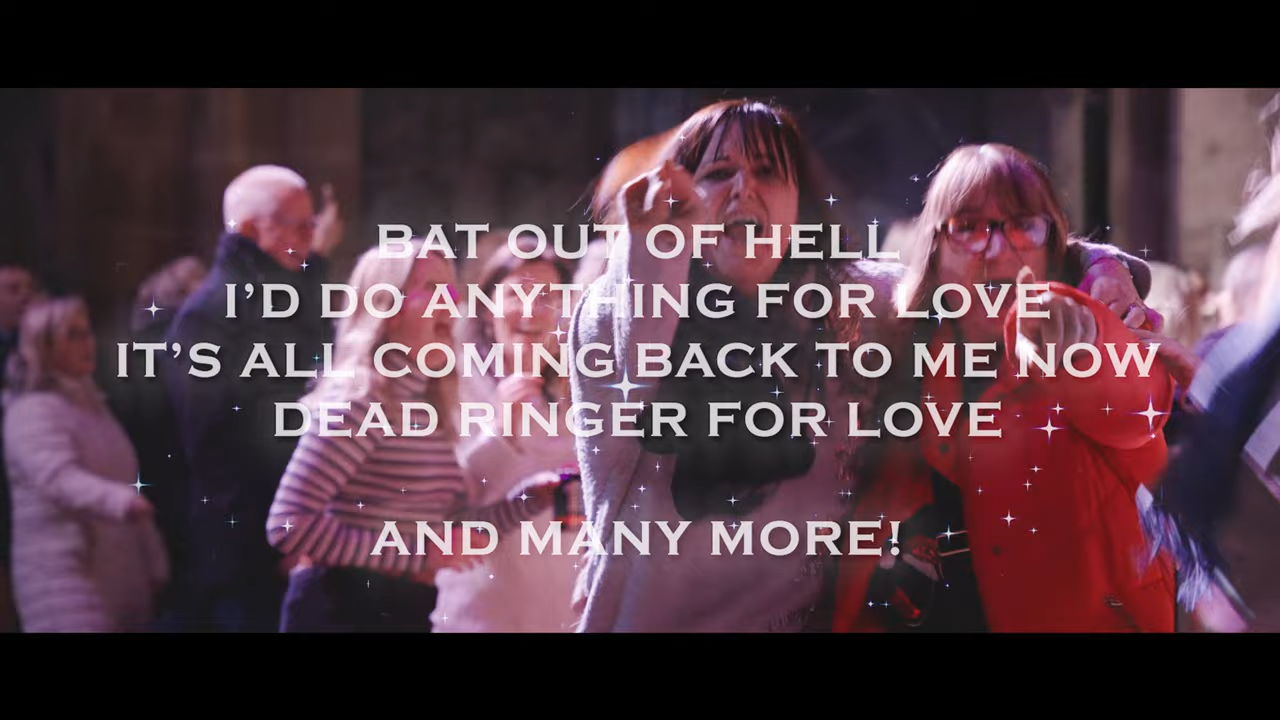 BAT OUT OF HELL
I'D DO ANYTHING FOR LOVE
IT'S ALL COMING BACK TO ME NOW
DEAD RINGER FOR LOVE
AND MANY MORE!